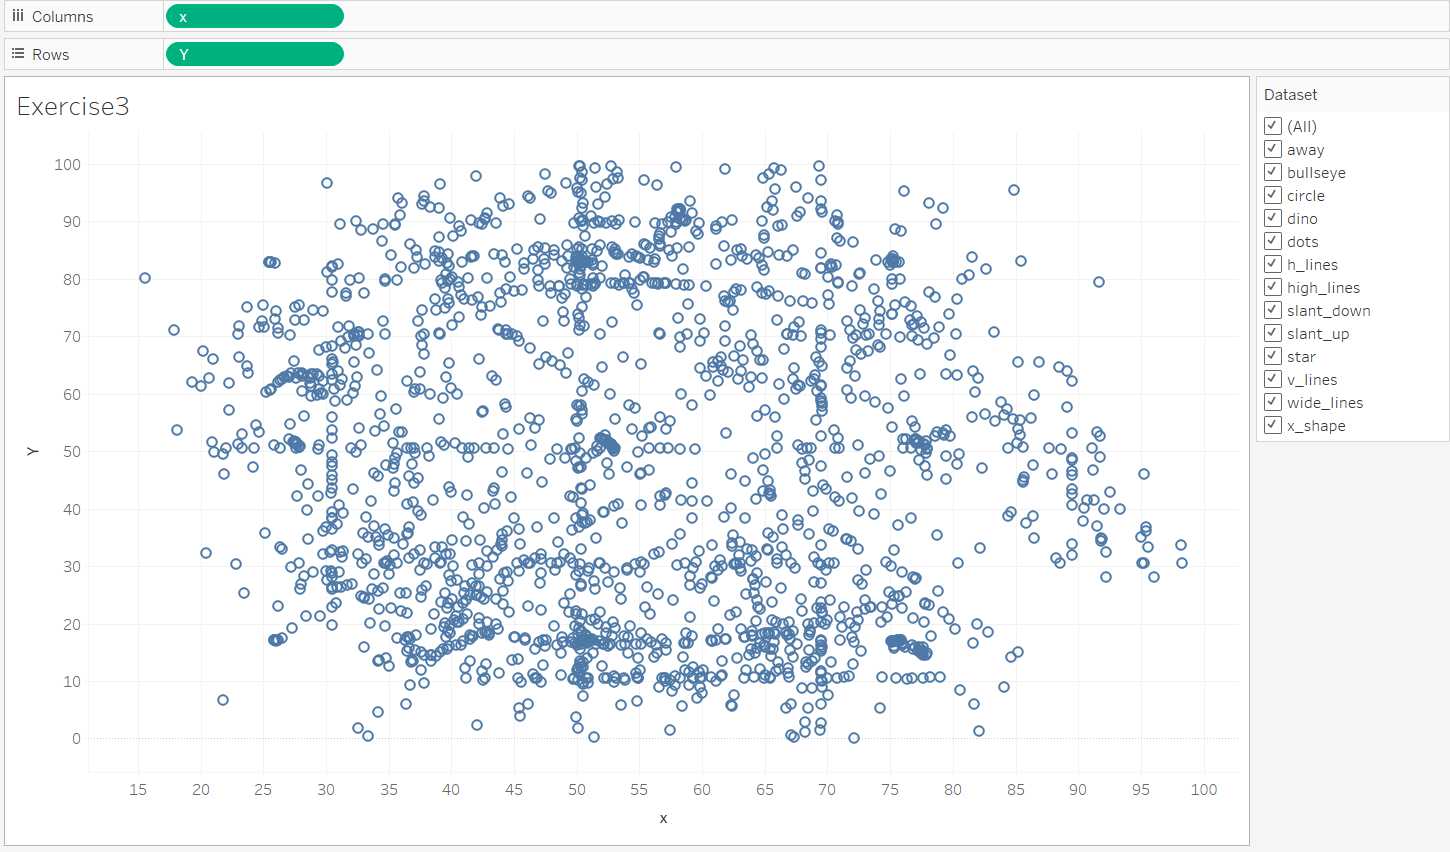 Columns x
Rows Y
Exercise3
Dataset
(All)
away
bullseye
circle
dino
dots
h_lines
high_lines
slant_down
slant_up
star
v_lines
wide_lines
x_shape
100
90
80
70
60
50
40
30
20
10
0
Y
15 20 25 30 35 40 45 50 55 60 65 70 75 80 85 90 95 100
x